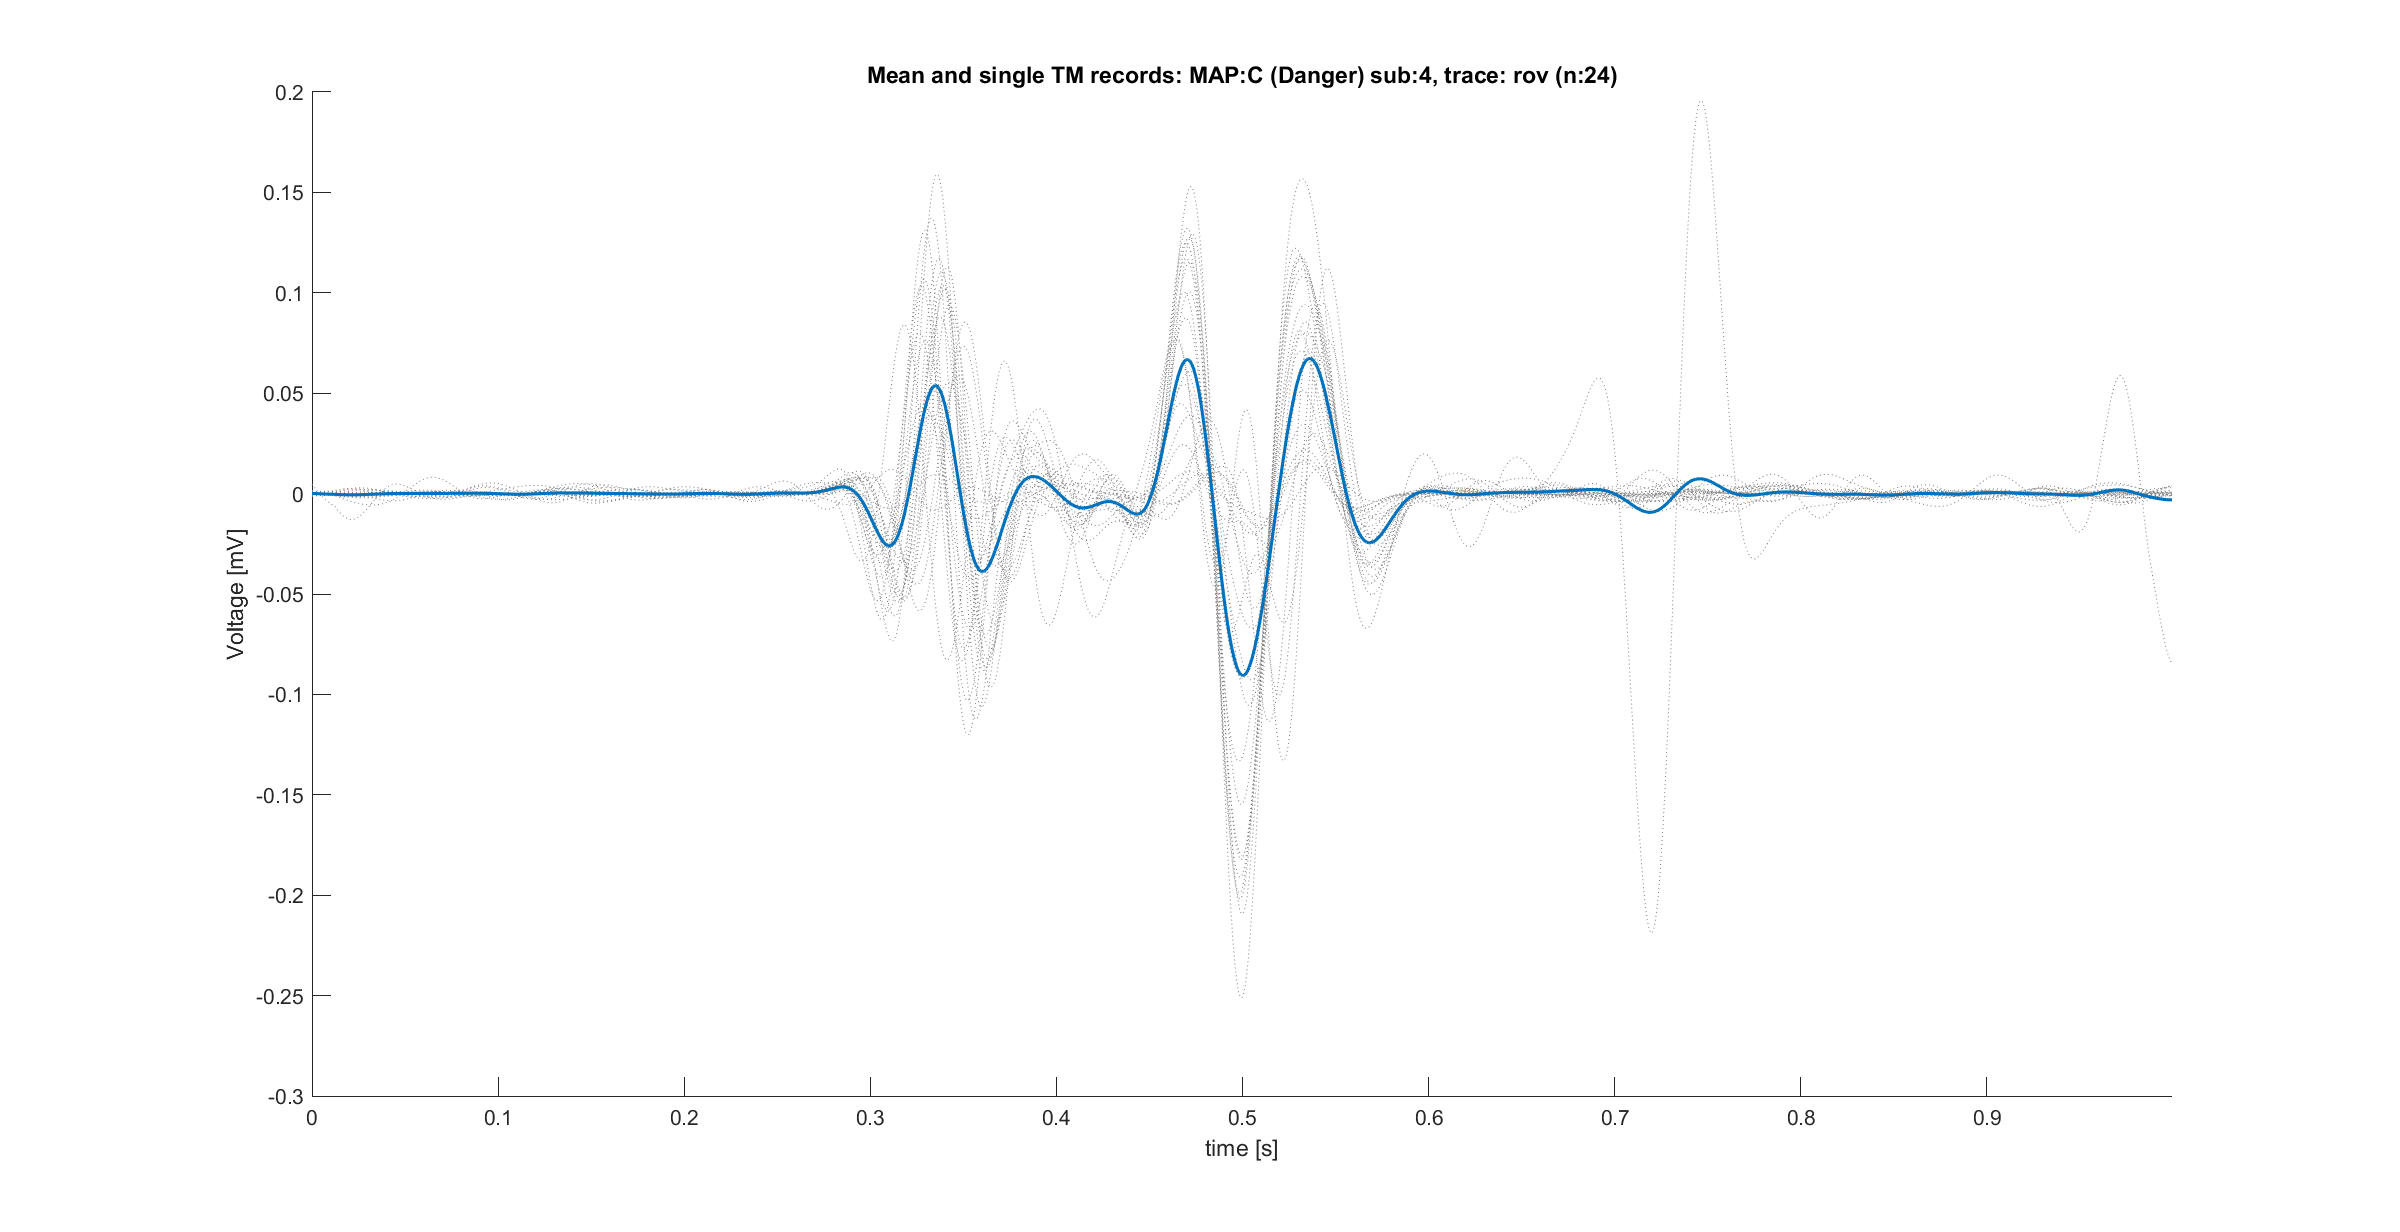 Mean and single TM records: MAP:C (Danger) sub:4, trace: rov (n:24)
0.2
0.15
0.1
0.05
0
-0.05
-0.1
-0.15
-0.2
-0.25
-0.3
Voltage [mV]
0 0.1 0.2 0.3 0.4 0.5 0.6 0.7 0.8 0.9
time [s]